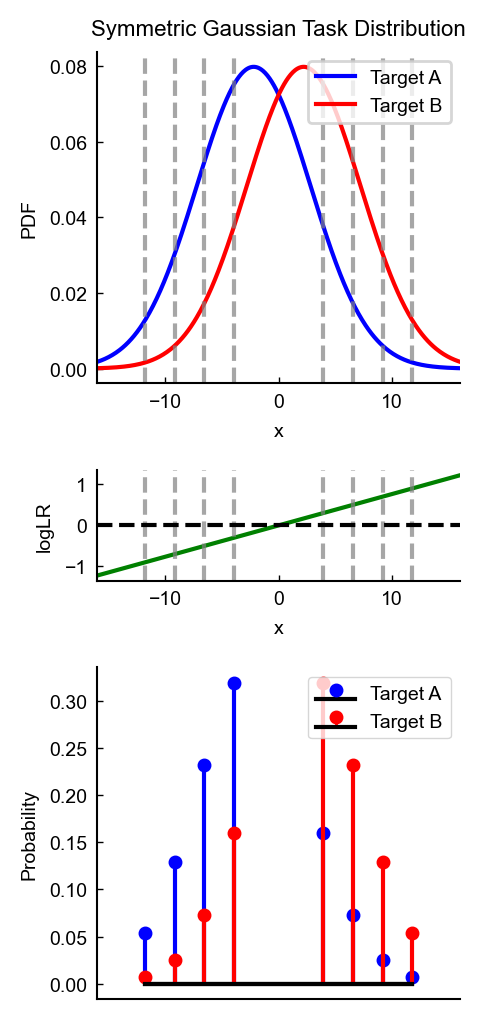 Symmetric Gaussian Task Distribution
0.08
0.06
0.04
0.02
0.00
PDF
Target A
Target B
−10
0
10
x
1
0
−1
logLR
−10
0
10
x
0.30
0.25
0.20
0.15
0.10
0.05
0.00
Probability
Target A
Target B